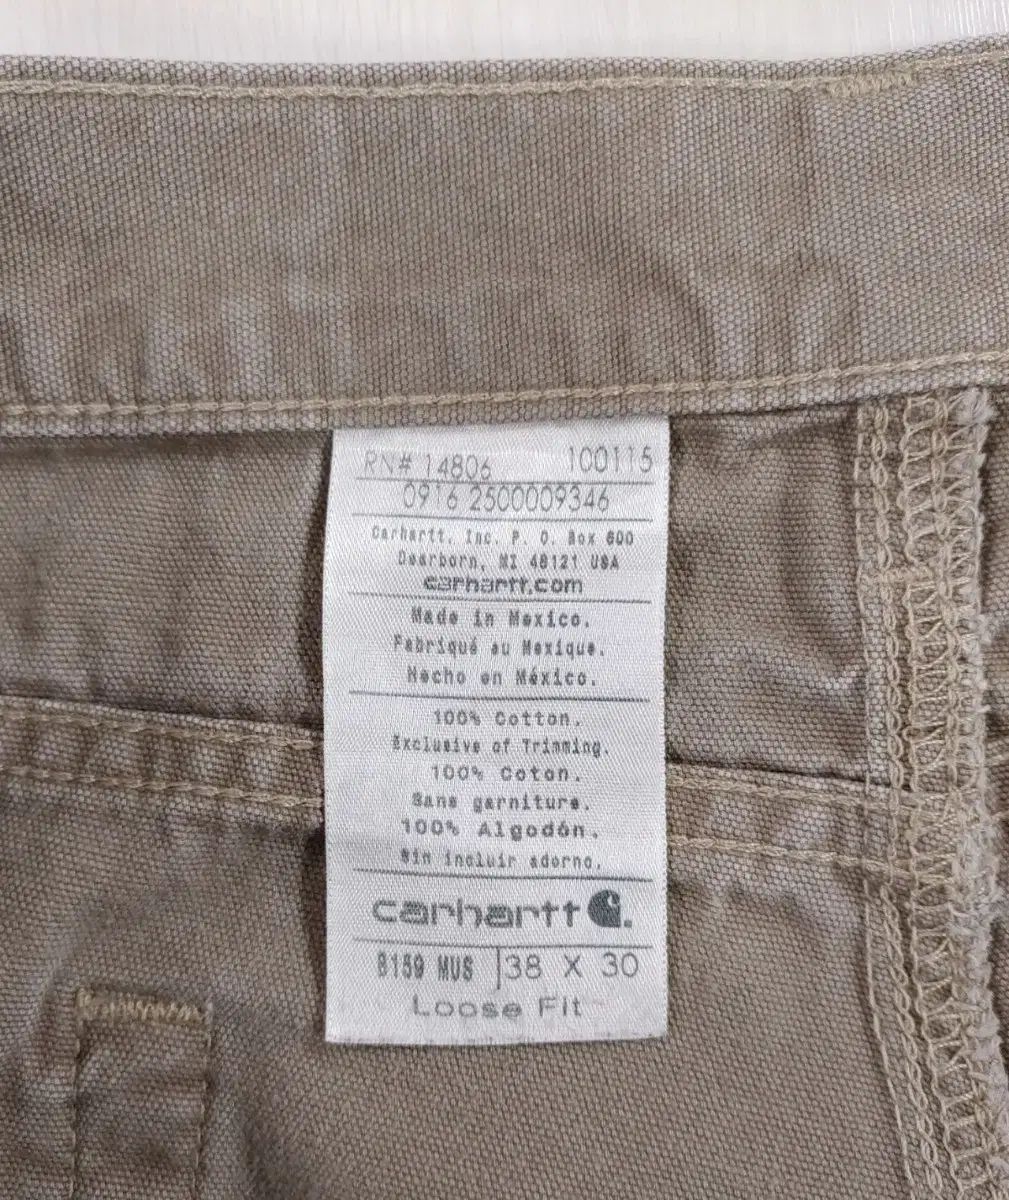 RN# 14806 100115
0916 2500009346
Carhartt, Inc. P. O. Box 600
Dearborn, MI 48121 USA
carhartt.com
Made in Mexico.
Fabriqué au Mexique.
Hecho en México.
100% Cotton.
Exclusive of Trimming.
100% Coton.
Sans garniture.
100% Algodón.
Sin incluir adorno.
carhartt
B159 MUS 38 X 30
Loose Fit